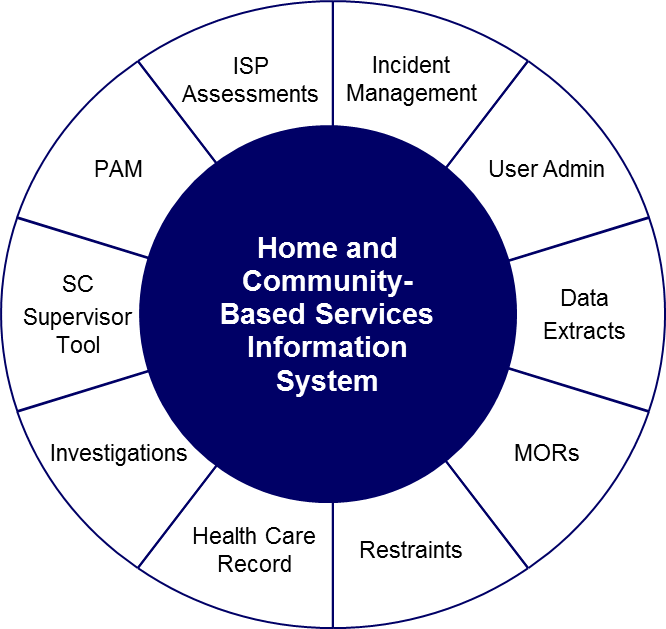 ISP
Assessments
Incident
Management
User Admin
Data
Extracts
MORs
Restraints
Health Care
Record
Investigations
SC
Supervisor
Tool
PAM
Home and
Community-
Based Services
Information
System